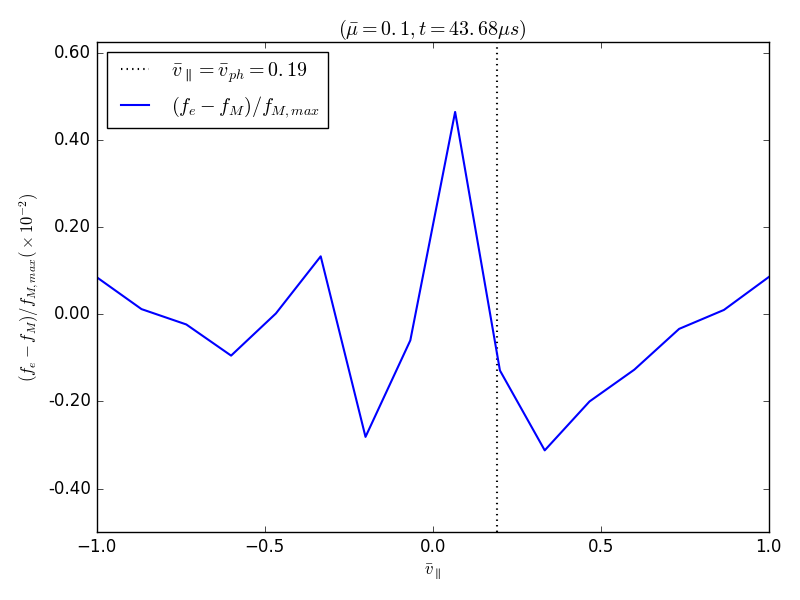 (μ̄ = 0.1, t = 43.68μs)
0.60
v̄∥ = v̄ph = 0.19
(fe − fM)/fM,max
0.40
0.20
0.00
-0.20
-0.40
(fe − fM)/fM,max(×10⁻²)
−1.0 −0.5 0.0 0.5 1.0
v̄∥